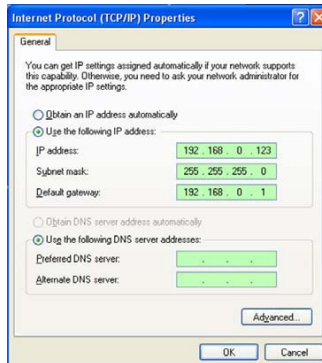 Internet Protocol (TCP/IP) Properties
General
You can get IP settings assigned automatically if your network supports
this capability. Otherwise, you need to ask your network administrator for
the appropriate IP settings.
Obtain an IP address automatically
Use the following IP address:
IP address: 192 . 168 . 0 . 123
Subnet mask: 255 . 255 . 255 . 0
Default gateway: 192 . 168 . 0 . 1
Obtain DNS server address automatically
Use the following DNS server addresses:
Preferred DNS server: . . .
Alternate DNS server: . . .
Advanced...
OK Cancel